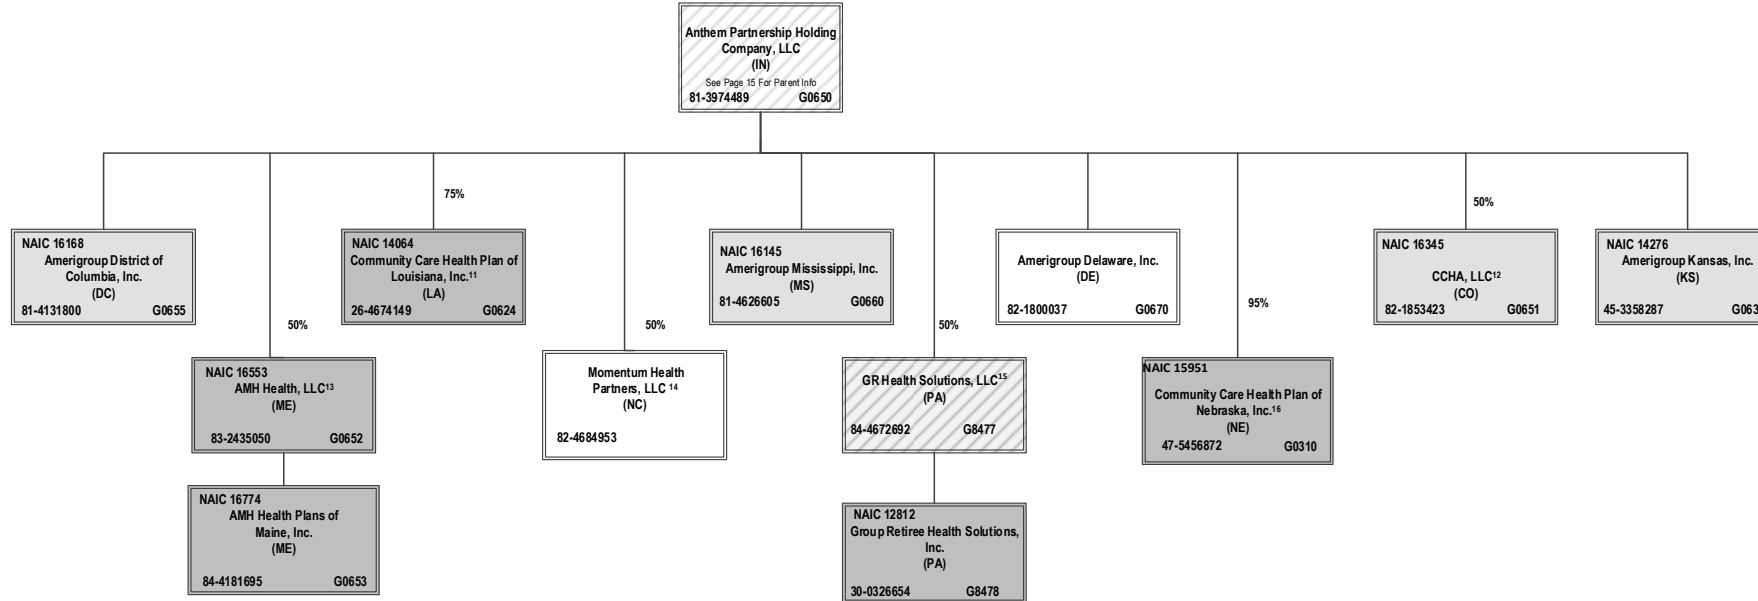 Anthem Partnership Holding
Company, LLC
(IN)
See Page 15 For Parent Info
81-3974489 G0650
75%
50%
NAIC 16168
Amerigroup District of
Columbia, Inc.
(DC)
81-4131800 G0655
NAIC 14064
Community Care Health Plan of
Louisiana, Inc.¹¹
(LA)
26-4674149 G0624
NAIC 16145
Amerigroup Mississippi, Inc.
(MS)
81-4626605 G0660
Amerigroup Delaware, Inc.
(DE)
82-1800037 G0670
NAIC 16345
CCHA, LLC¹²
(CO)
82-1853423 G0651
NAIC 14276
Amerigroup Kansas, Inc.
(KS)
45-3358287 G063
50%
50%
50%
95%
NAIC 16553
AMH Health, LLC¹³
(ME)
83-2435050 G0652
Momentum Health
Partners, LLC ¹⁴
(NC)
82-4684953
GR Health Solutions, LLC¹⁵
(PA)
84-4672692 G8477
NAIC 15951
Community Care Health Plan of
Nebraska, Inc.¹⁶
(NE)
47-5456872 G0310
NAIC 16774
AMH Health Plans of
Maine, Inc.
(ME)
84-4181695 G0653
NAIC 12812
Group Retiree Health Solutions,
Inc.
(PA)
30-0326654 G8478